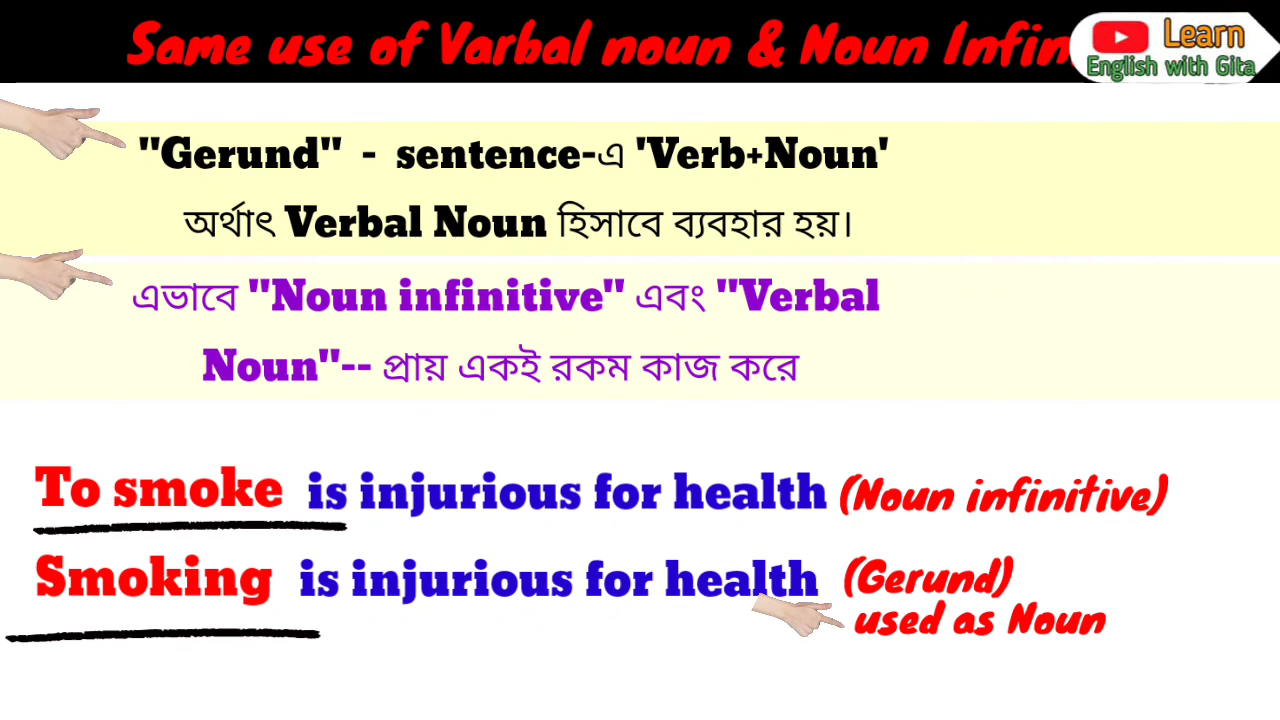 Same use of Varbal noun & Noun Infin
Learn
English with Gita
"Gerund" - sentence-এ 'Verb+Noun'
অর্থাৎ Verbal Noun হিসাবে ব্যবহার হয়।
এভাবে "Noun infinitive" এবং "Verbal
Noun"-- প্রায় একই রকম কাজ করে
To smoke is injurious for health (Noun infinitive)
Smoking is injurious for health (Gerund)
used as Noun